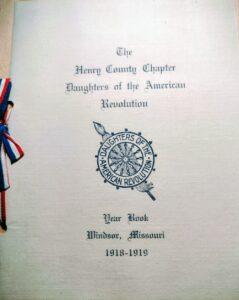 The
Henry County Chapter
Daughters of the American
Revolution
DAUGHTERS OF THE
AMERICAN REVOLUTION
Year Book
Windsor, Missouri
1918-1919